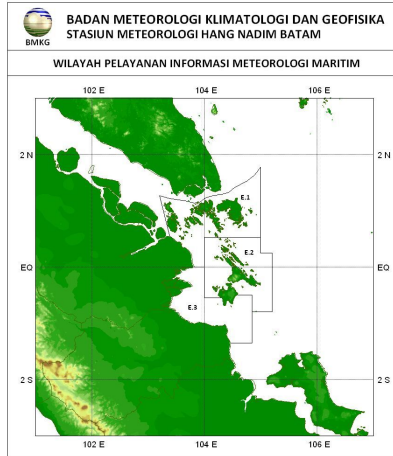 BADAN METEOROLOGI KLIMATOLOGI DAN GEOFISIKA
STASIUN METEOROLOGI HANG NADIM BATAM
BMKG
WILAYAH PELAYANAN INFORMASI METEOROLOGI MARITIM
102 E 104 E 106 E
2 N 2 N
E.1
E.2
EQ EQ
E.3
2 S 2 S
102 E 104 E 106 E